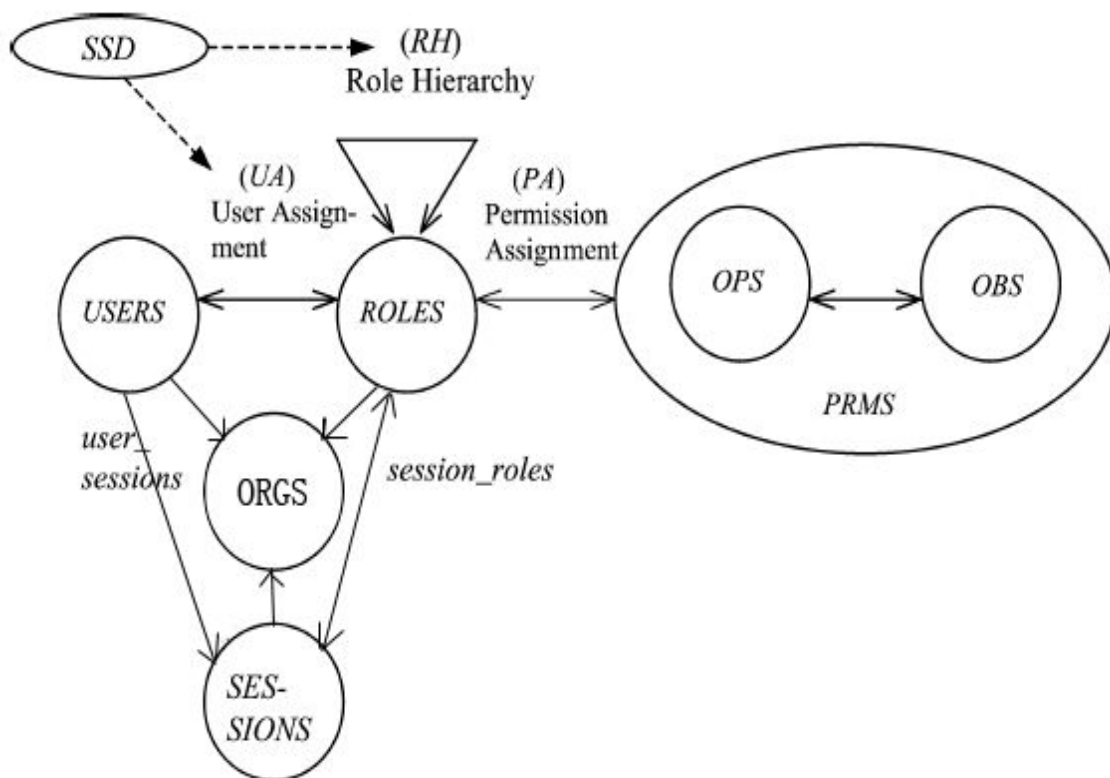 SSD
(RH)
Role Hierarchy
(UA)
User Assign-
ment
(PA)
Permission
Assignment
USERS
ROLES
OPS
OBS
PRMS
user_
sessions
ORGS
session_roles
SES-
SIONS